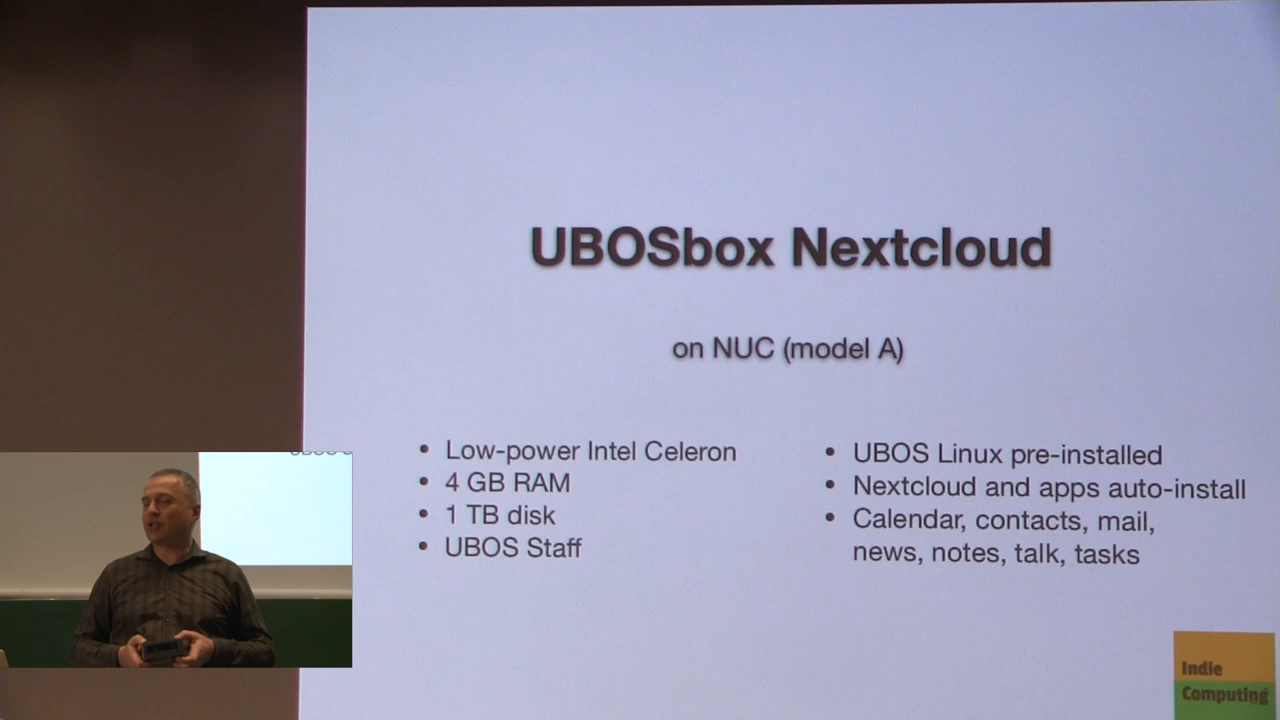 UBOSbox Nextcloud
on NUC (model A)
• Low-power Intel Celeron
• 4 GB RAM
• 1 TB disk
• UBOS Staff
• UBOS Linux pre-installed
• Nextcloud and apps auto-install
• Calendar, contacts, mail,
news, notes, talk, tasks
Indie
Computing